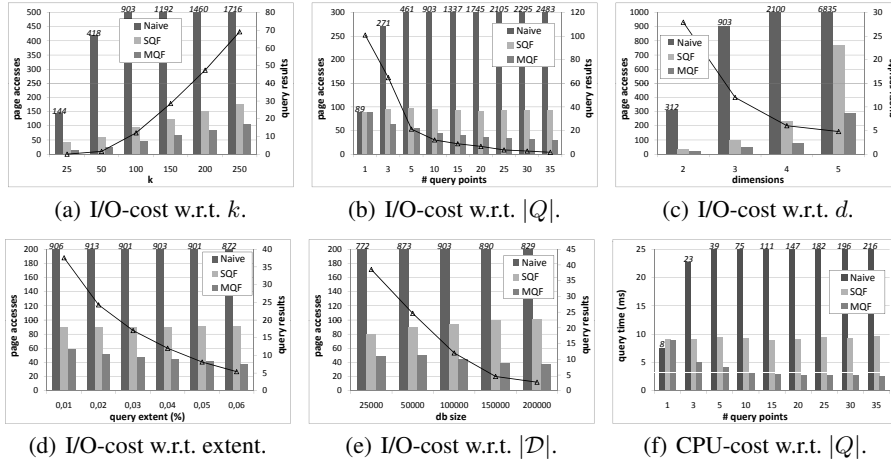 903 1192 1460 1716
500 80
450 Naive 70
400 418 SQF 60
350 MQF
300 50
250 40
200 30
150 144 20
100
50 10
0 0
25 50 100 150 200 250
k
page accesses
query results
(a) I/O-cost w.r.t. k.
461 903 1337 1745 2105 2295 2483
300 120
271 Naive
250 SQF 100
MQF
200 80
150 60
100 89 40
50 20
0 0
1 3 5 10 15 20 25 30 35
# query points
page accesses
query results
(b) I/O-cost w.r.t. |Q|.
2100 6835
1000 30
900 903 Naive 25
800 SQF
700 MQF 20
600
500 15
400
300 312 10
200 5
100
0 0
2 3 4 5
dimensions
page accesses
query results
(c) I/O-cost w.r.t. d.
906 913 901 903 901 872
200 40
180 Naive 35
160 SQF 30
140 MQF
120 25
100 20
80 15
60 10
40
20 5
0 0
0,01 0,02 0,03 0,04 0,05 0,06
query extent (%)
page accesses
query results
(d) I/O-cost w.r.t. extent.
772 873 903 890 829
200 45
180 Naive 40
160 SQF 35
140 MQF 30
120 25
100 20
80 15
60 10
40
20 5
0 0
25000 50000 100000 150000 200000
db size
page accesses
query results
(e) I/O-cost w.r.t. |D|.
39 75 111 147 182 196 216
25
23 Naive
20 SQF
MQF
15
10
8
5
0
1 3 5 10 15 20 25 30 35
# query points
query time (ms)
(f) CPU-cost w.r.t. |Q|.